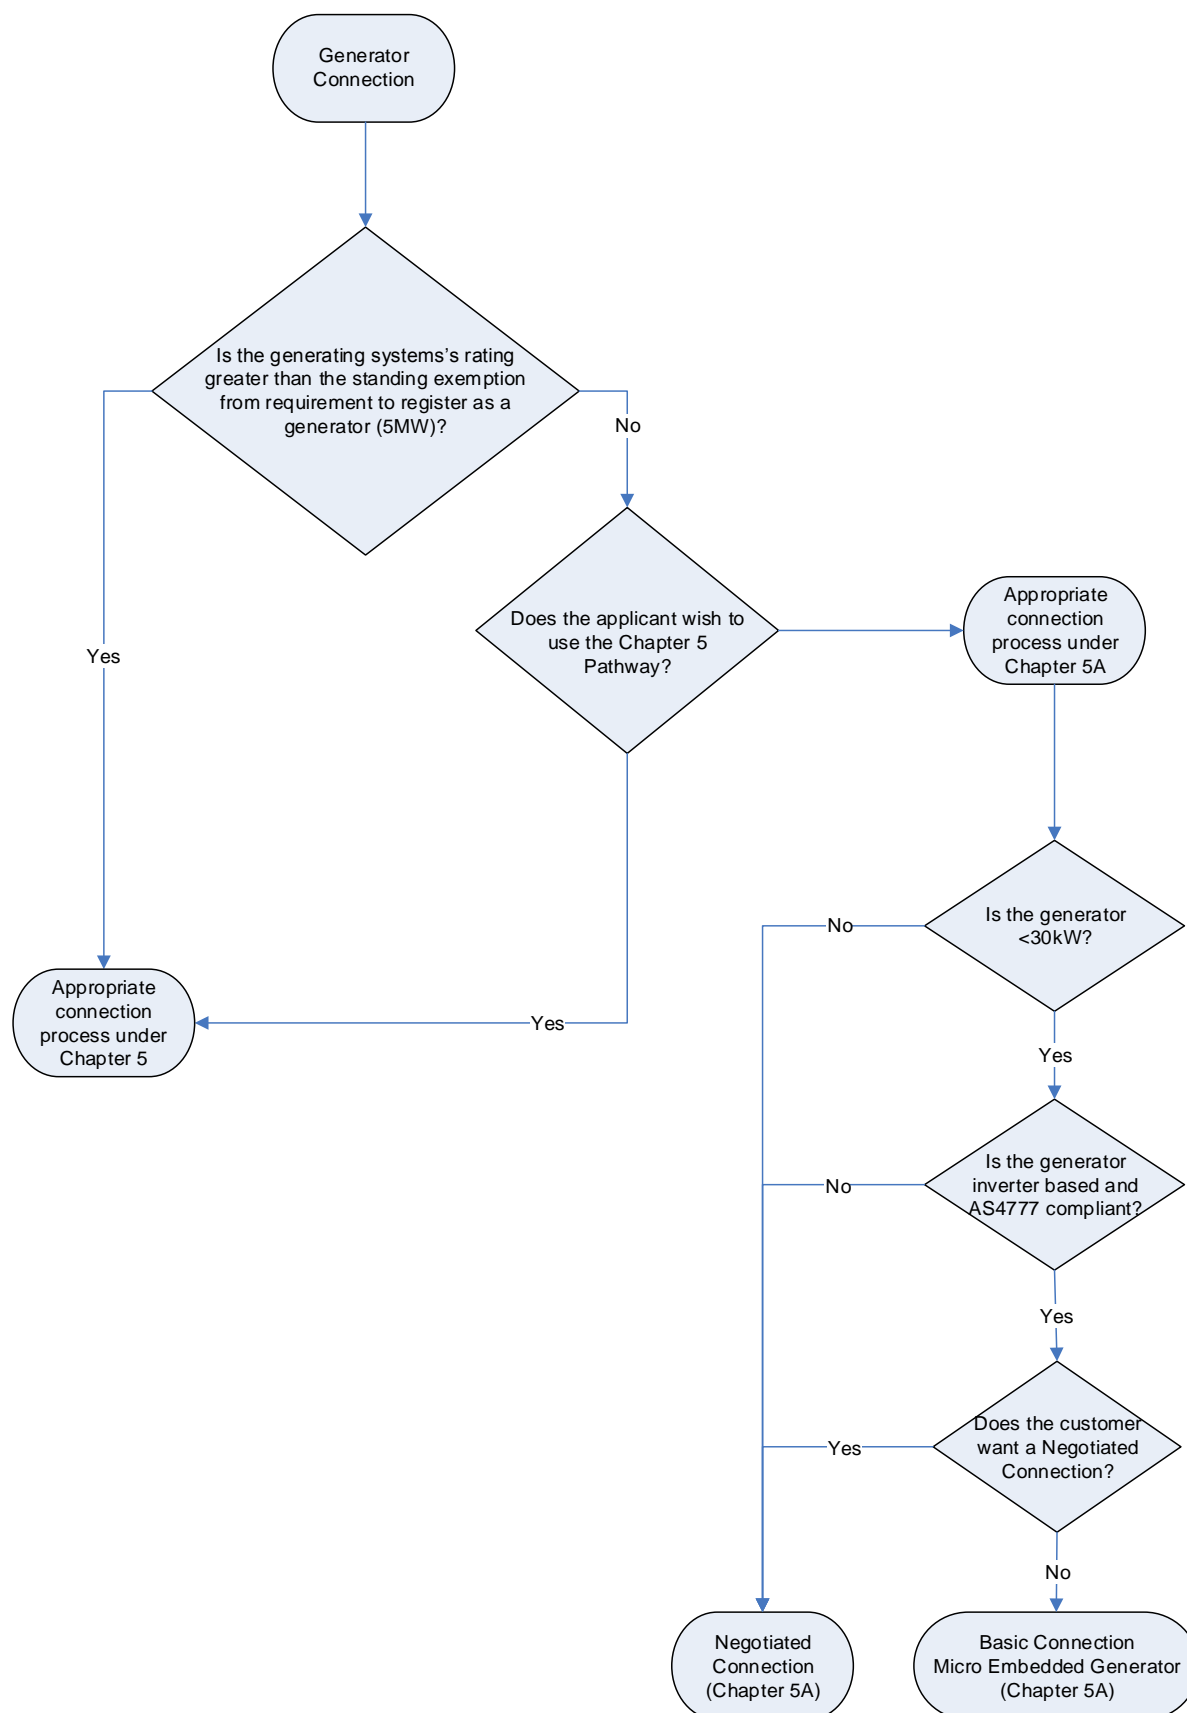 Generator
Connection
Is the generating systems's rating
greater than the standing exemption
from requirement to register as a
generator (5MW)?
No
Yes
Does the applicant wish to
use the Chapter 5
Pathway?
Appropriate
connection
process under
Chapter 5A
Is the generator
<30kW?
No
Appropriate
connection
process under
Chapter 5
Yes
Yes
Is the generator
inverter based and
AS4777 compliant?
No
Yes
Does the customer
want a Negotiated
Connection?
Yes
No
Negotiated
Connection
(Chapter 5A)
Basic Connection
Micro Embedded Generator
(Chapter 5A)